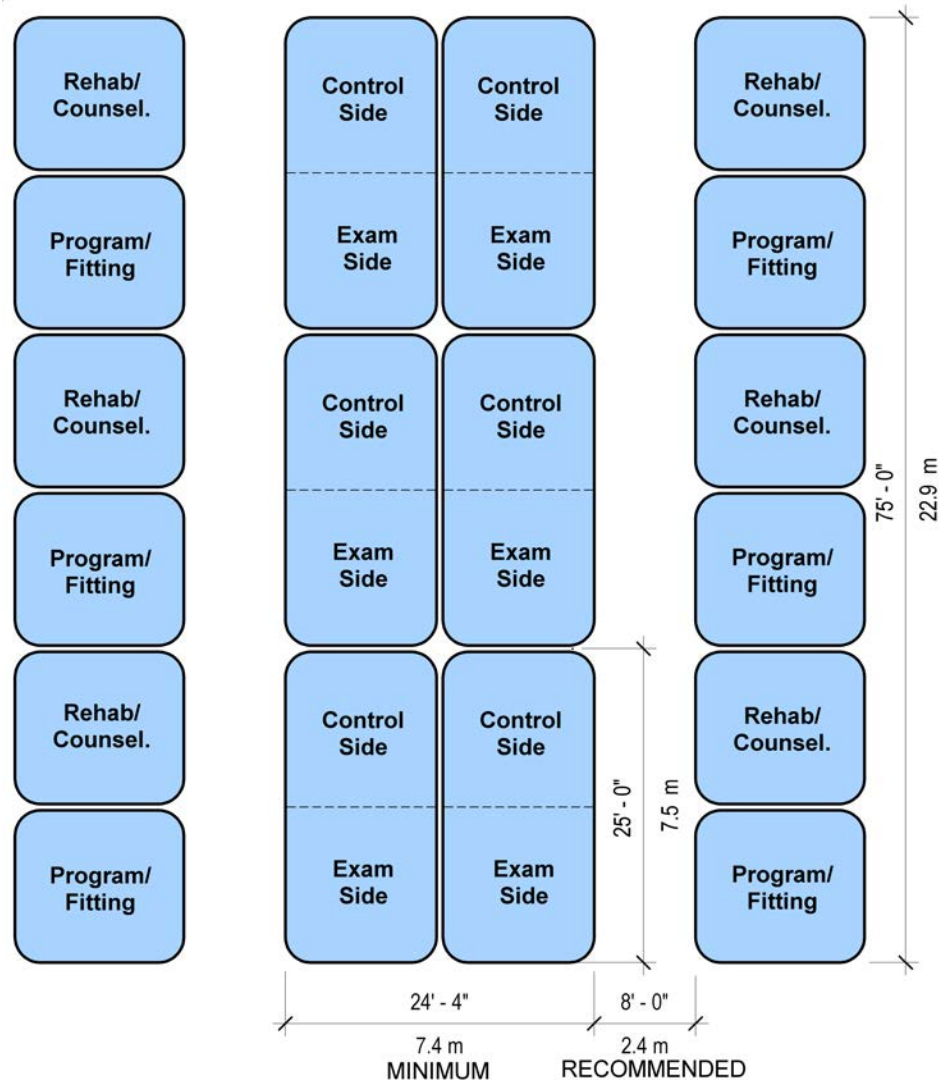 Rehab/
Counsel.
Control
Side
Control
Side
Rehab/
Counsel.
Program/
Fitting
Exam
Side
Exam
Side
Program/
Fitting
Rehab/
Counsel.
Control
Side
Control
Side
Rehab/
Counsel.
Program/
Fitting
Exam
Side
Exam
Side
Program/
Fitting
Rehab/
Counsel.
Control
Side
Control
Side
Rehab/
Counsel.
Program/
Fitting
Exam
Side
Exam
Side
Program/
Fitting
75' - 0"
22.9 m
25' - 0"
7.5 m
24' - 4"
7.4 m
MINIMUM
8' - 0"
2.4 m
RECOMMENDED